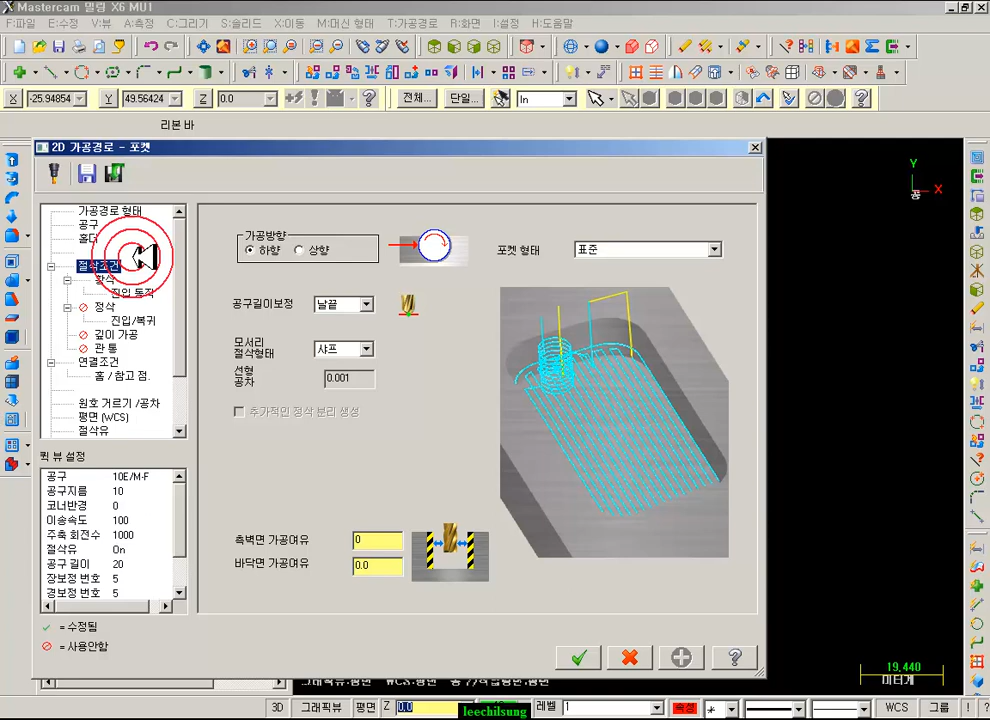 Mastercam 밀링 X6 MU1
F:파일 E:수정 V:뷰 A:측정 C:그리기 S:솔리드 X:이동 M:머신 형태 T:가공경로 R:화면 I:설정 H:도움말
X -25.94854 Y 49.56424 Z 0.0 전체... 단일... In
리본 바
2D 가공경로 - 포켓
가공경로 형태
공구
홀더
절삭조건
황삭
진입 동작
정삭
진입/복귀
깊이 가공
관 통
연결조건
홈 / 참고 점.
원호 거르기 /공차
평면 (WCS)
절삭유
가공방향
하향 상향
포켓 형태 표준
공구길이보정 날끝
모서리
절삭형태 샤프
선형
공차 0.001
추가적인 정삭 분리 생성
측벽면 가공여유 0
바닥면 가공여유 0.0
퀵 뷰 설정
공구 10E/M-F
공구지름 10
코너반경 0
이송속도 100
주축 회전수 1000
절삭유 On
공구 길이 20
장보정 번호 5
경보정 번호 5
= 수정됨
= 사용안함
Y
X
19,440
미터계
3D 그래픽뷰 평면 Z 0.0 레벨 1 속성 WCS 그룹 ! ?
leechilsung